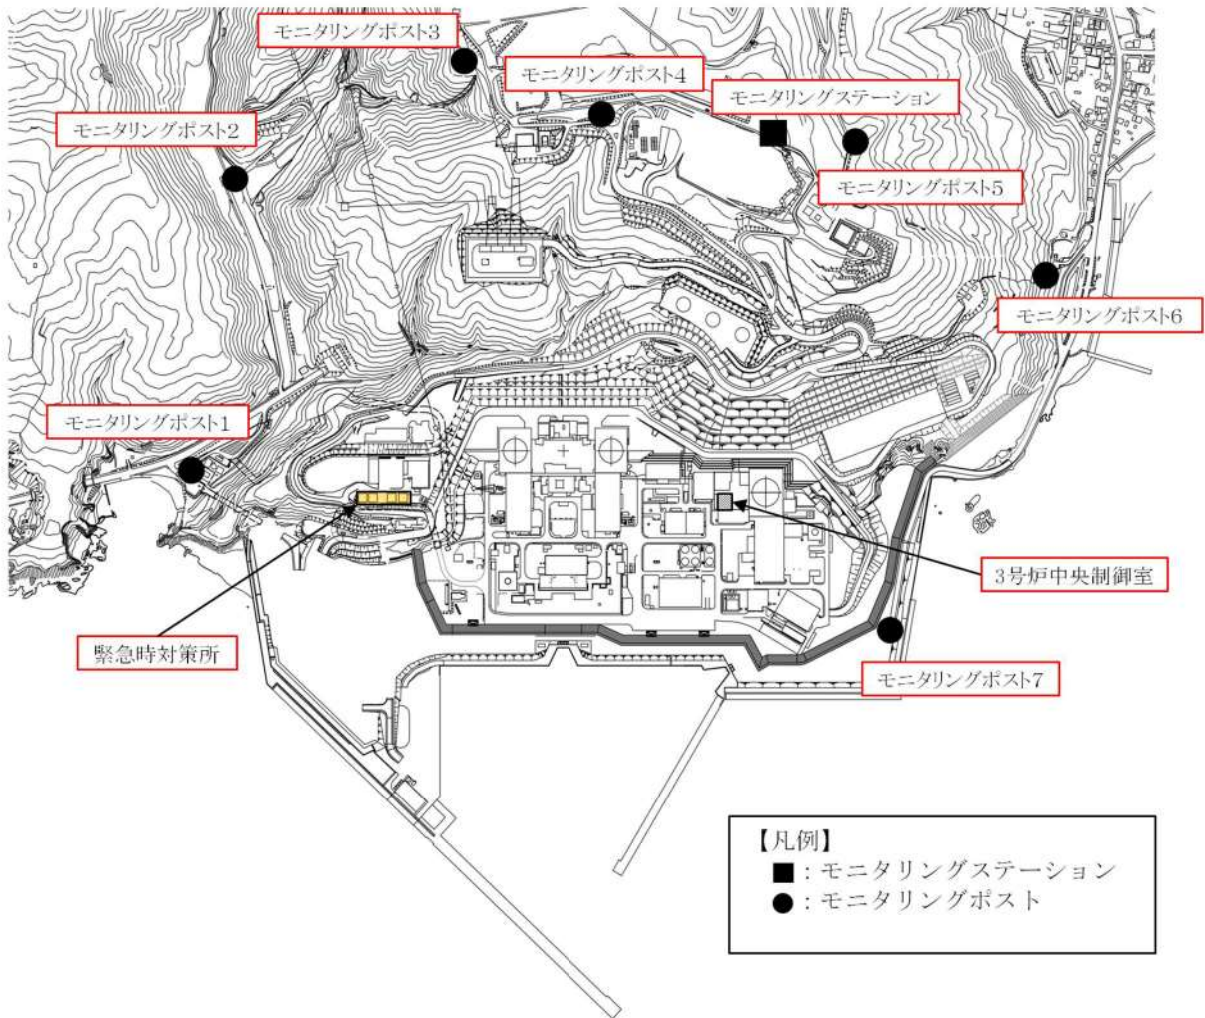 モニタリングポスト3
モニタリングポスト4
モニタリングステーション
モニタリングポスト2
モニタリングポスト5
モニタリングポスト6
モニタリングポスト1
3号炉中央制御室
緊急時対策所
モニタリングポスト7
【凡例】
■：モニタリングステーション
●：モニタリングポスト